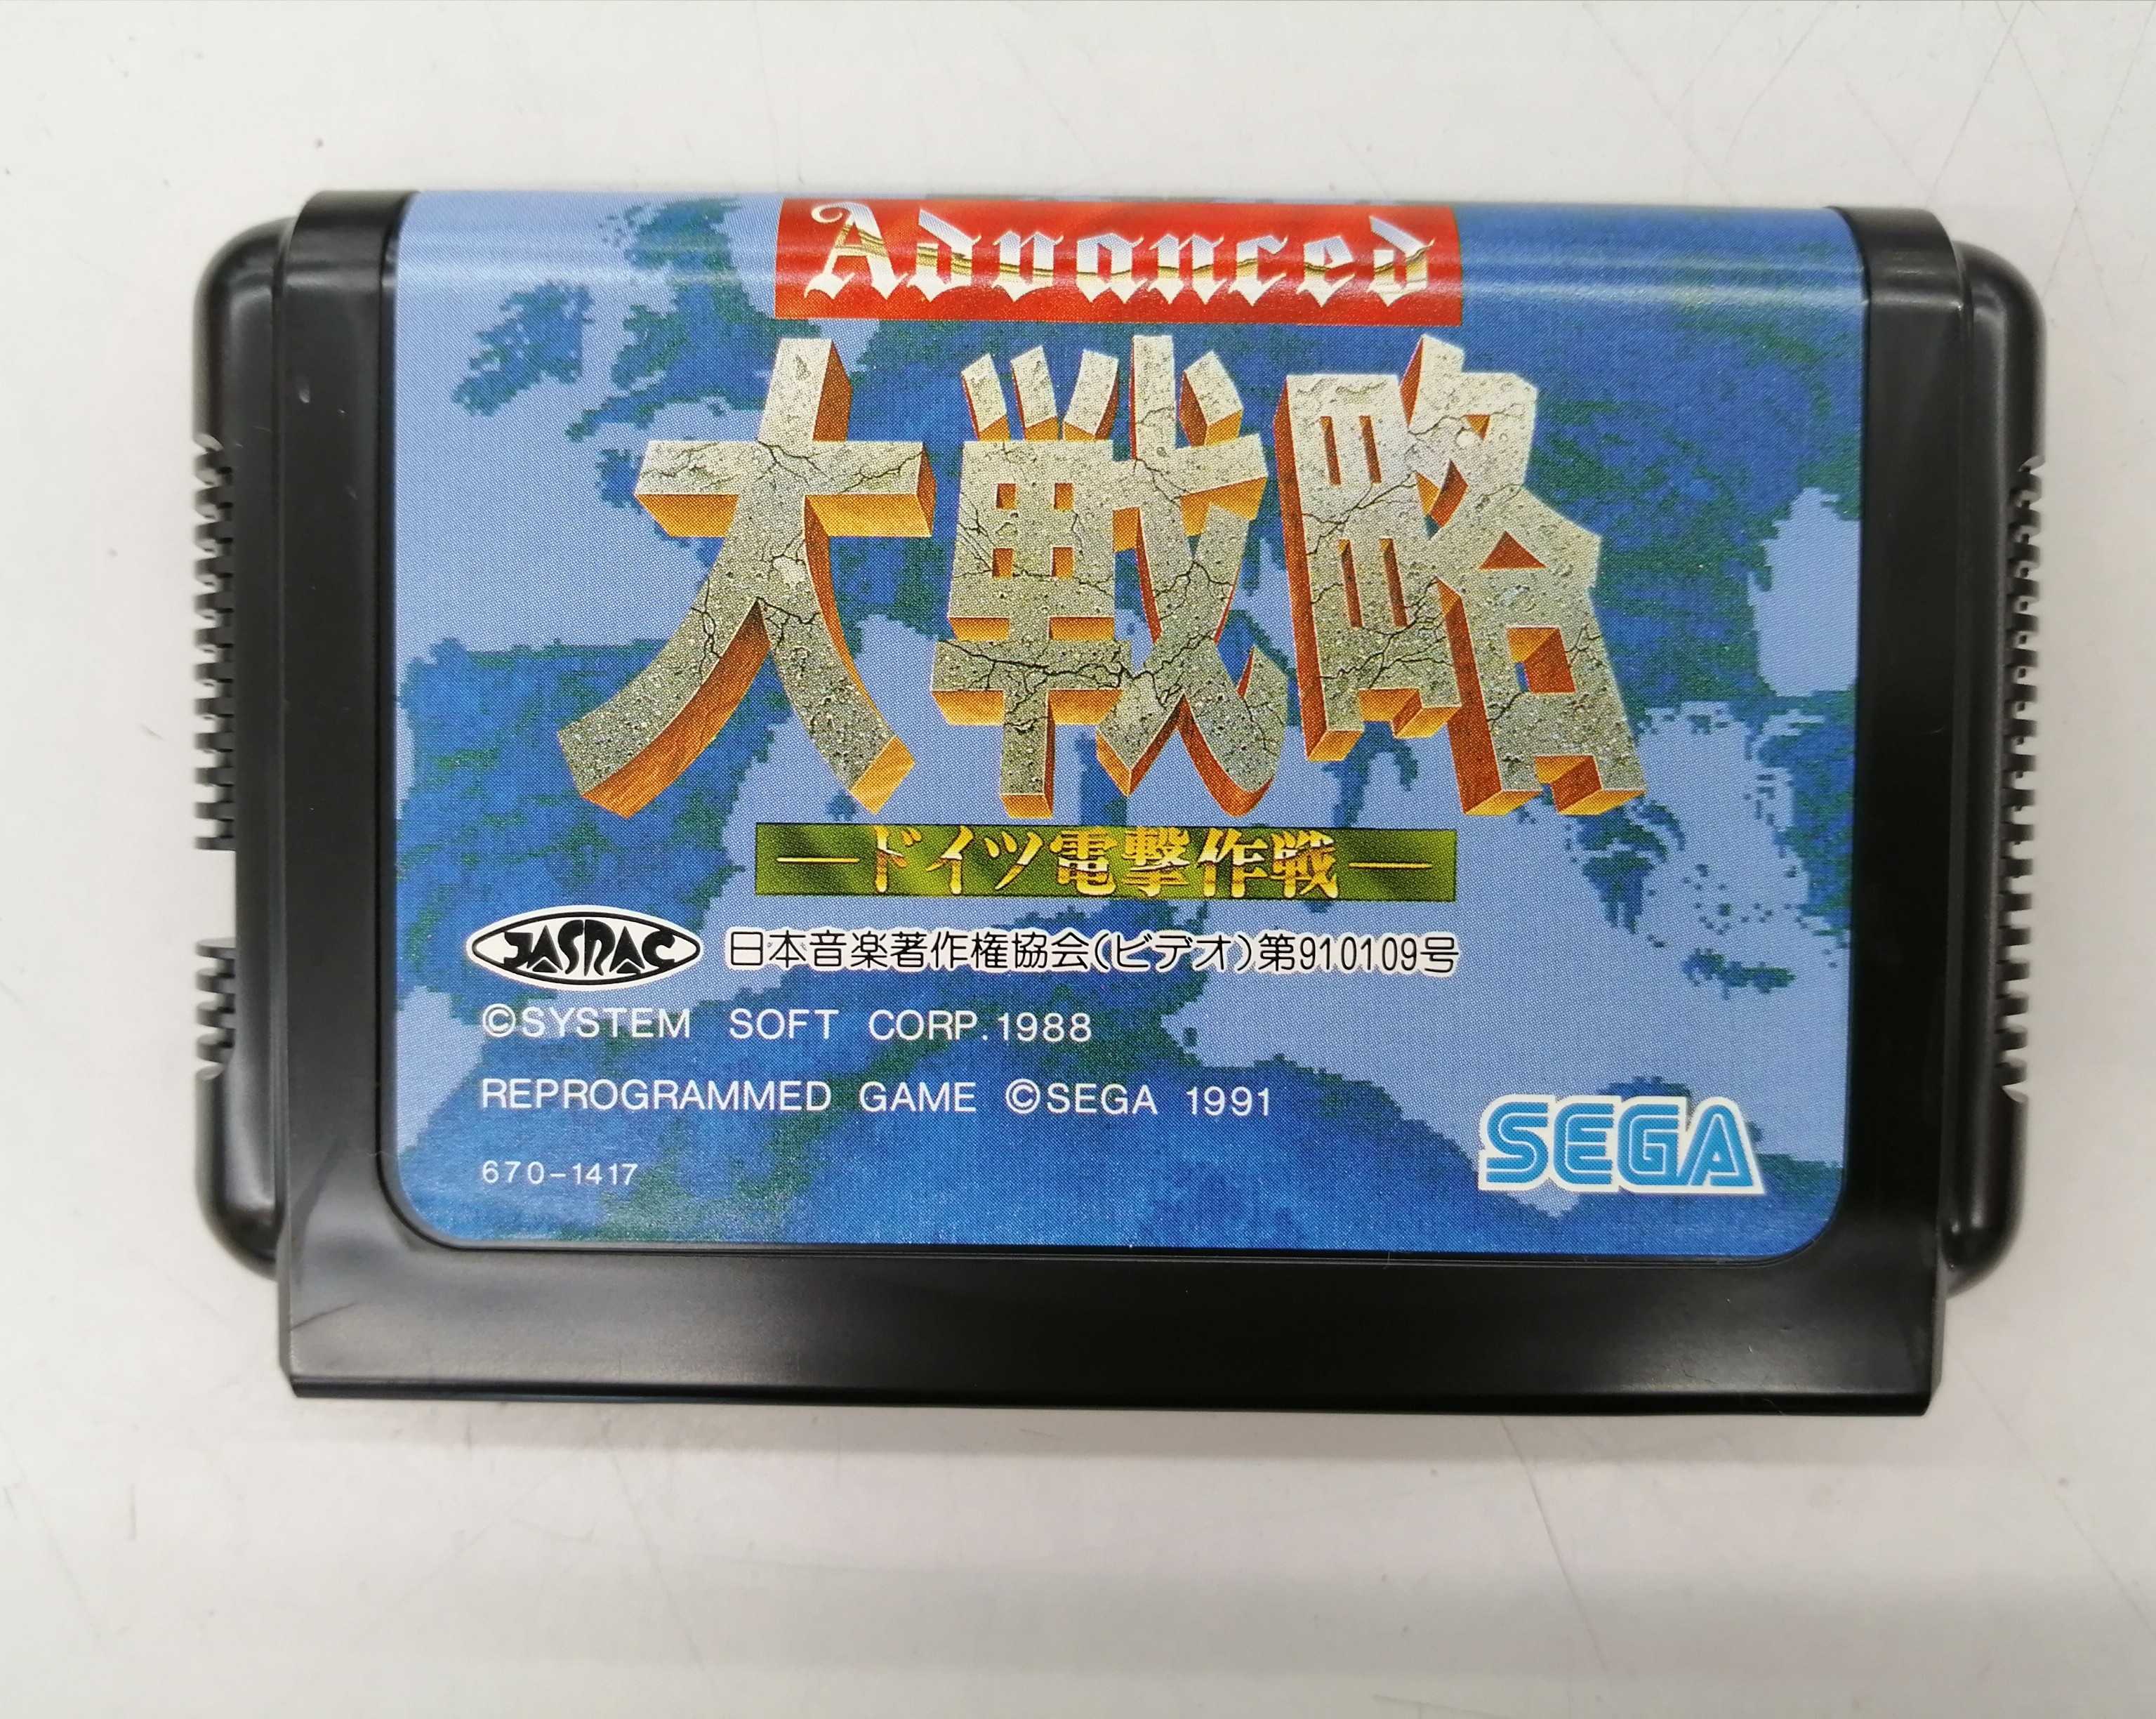 Advanced
大戦略
—ドイツ電撃作戦—
JASRAC 日本音楽著作権協会(ビデオ)第910109号
©SYSTEM SOFT CORP.1988
REPROGRAMMED GAME ©SEGA 1991
670-1417
SEGA